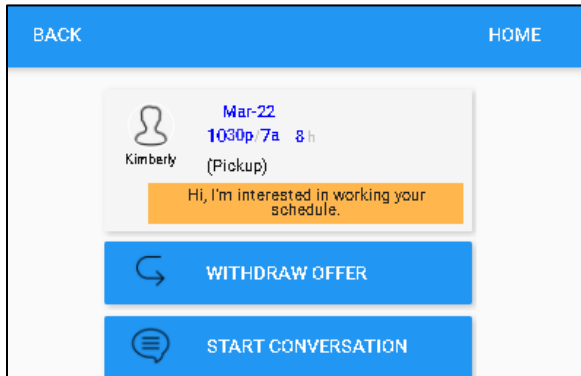 BACK HOME
Mar-22
1030p/7a 8h
Kimberly
(Pickup)
Hi, I'm interested in working your
schedule.
WITHDRAW OFFER
START CONVERSATION